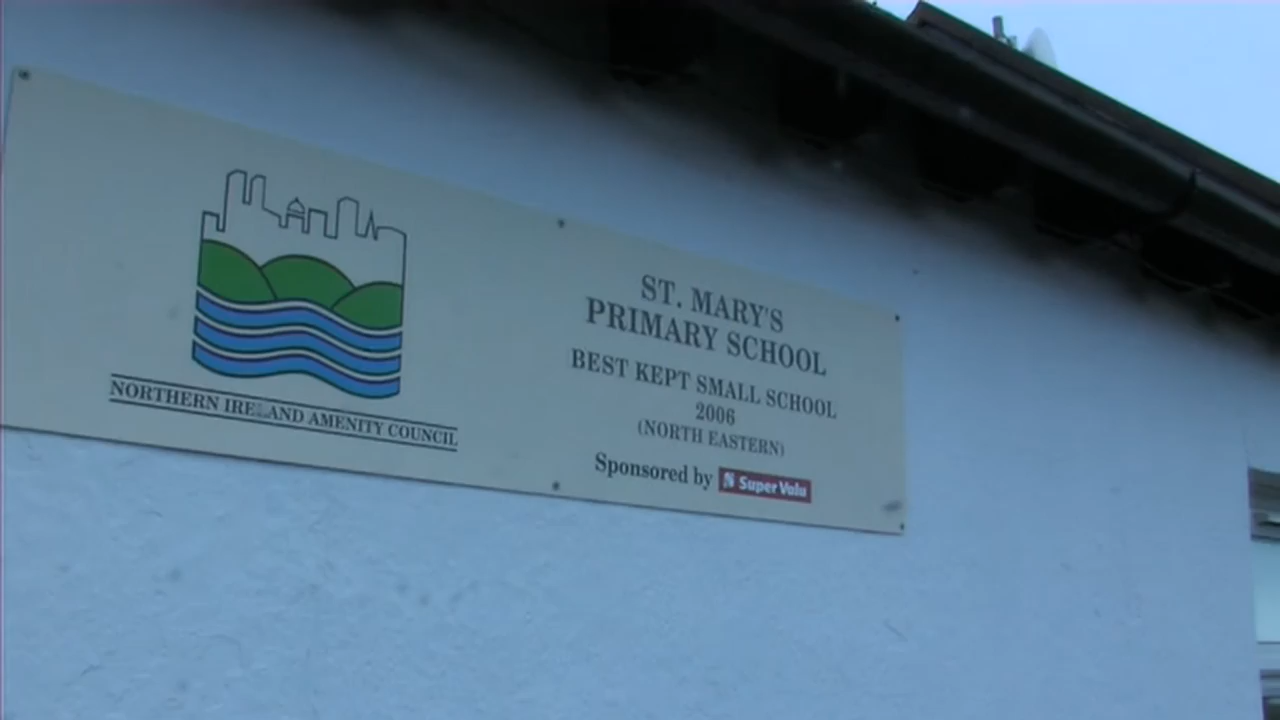 NORTHERN IRELAND AMENITY COUNCIL
ST. MARY'S
PRIMARY SCHOOL
BEST KEPT SMALL SCHOOL
2006
(NORTH EASTERN)
Sponsored by SuperValu